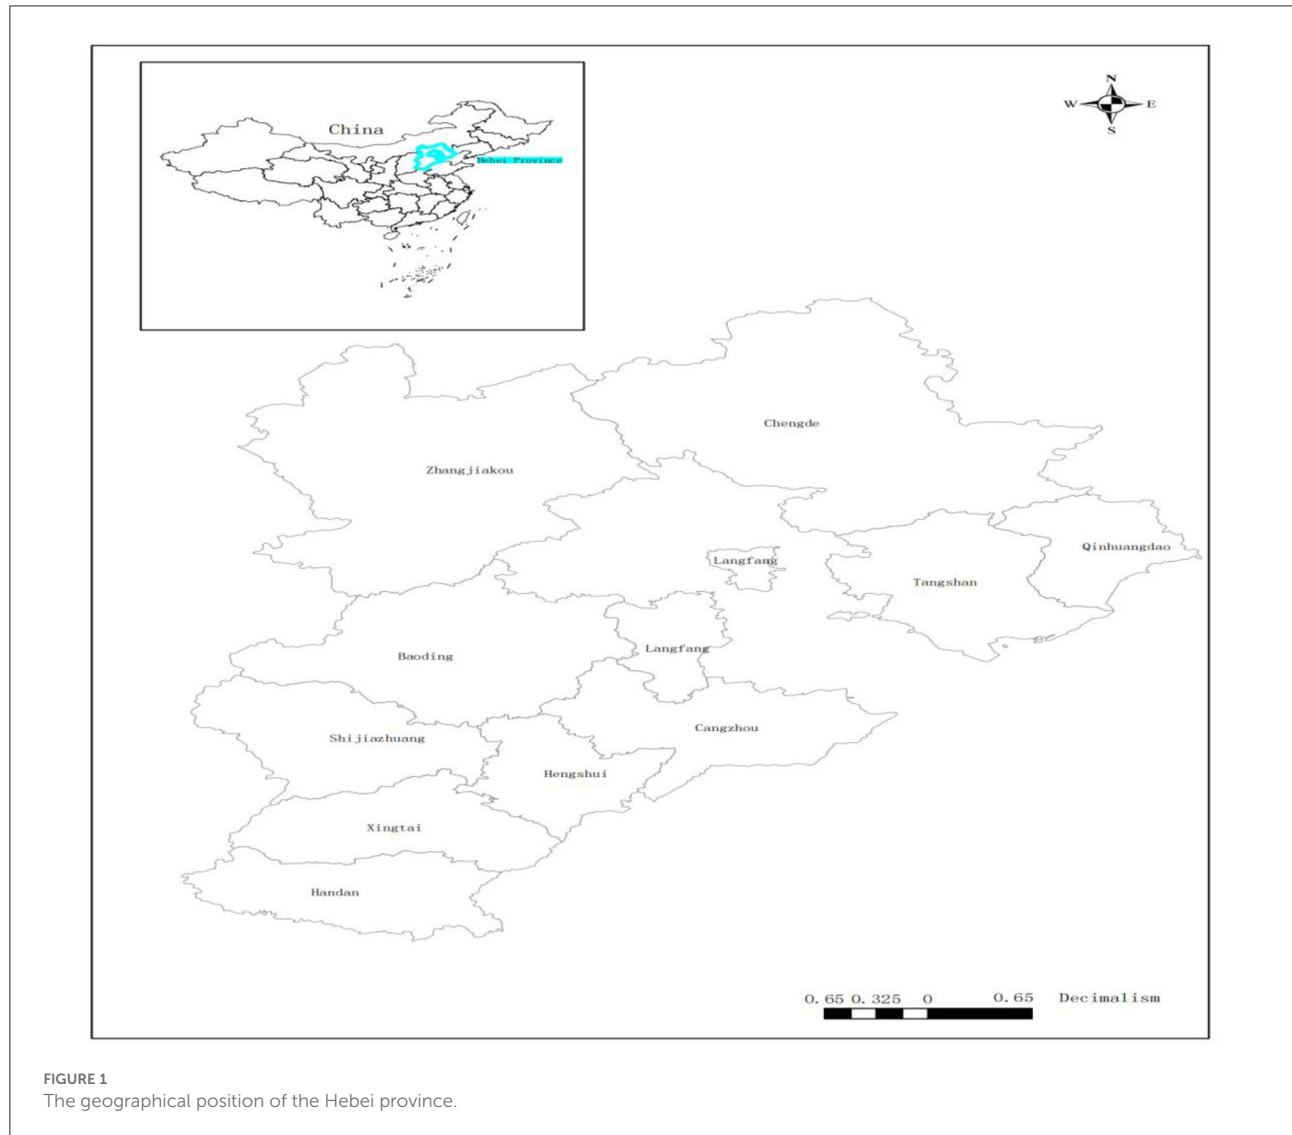 N
W E
S
China
Hebei Province
Chengde
Zhangjiakou
Qinhuangdao
Langfang
Tangshan
Langfang
Baoding
Cangzhou
Shijiazhuang
Hengshui
Xingtai
Handan
0.65 0.325 0 0.65 Decimalism
FIGURE 1
The geographical position of the Hebei province.